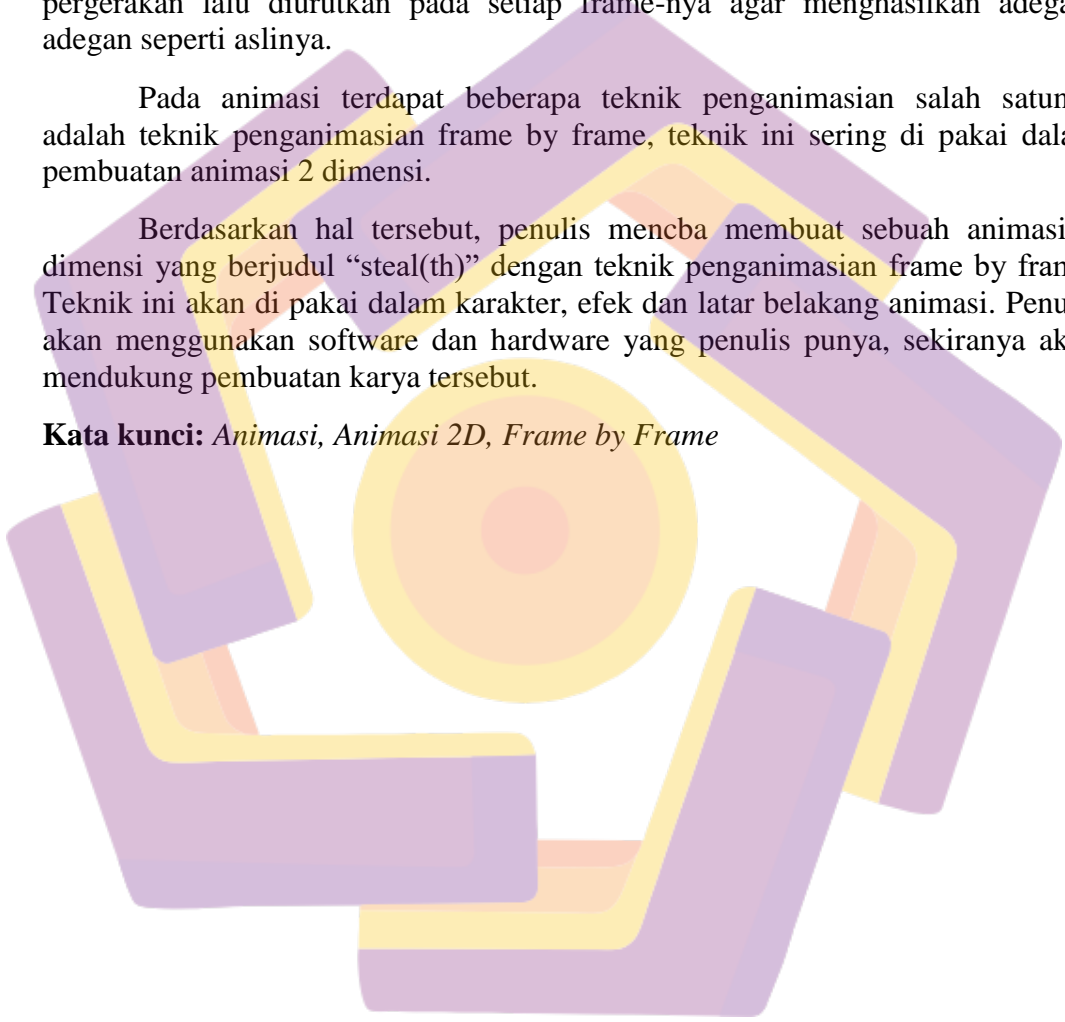 pergerakan lalu diurutkan pada setiap frame-nya agar menghasilkan adega
adegan seperti aslinya.
Pada animasi terdapat beberapa teknik penganimasian salah satun
adalah teknik penganimasian frame by frame, teknik ini sering di pakai dala
pembuatan animasi 2 dimensi.
Berdasarkan hal tersebut, penulis mencba membuat sebuah animasi
dimensi yang berjudul “steal(th)” dengan teknik penganimasian frame by fram
Teknik ini akan di pakai dalam karakter, efek dan latar belakang animasi. Penu
akan menggunakan software dan hardware yang penulis punya, sekiranya ak
mendukung pembuatan karya tersebut.
Kata kunci: Animasi, Animasi 2D, Frame by Frame